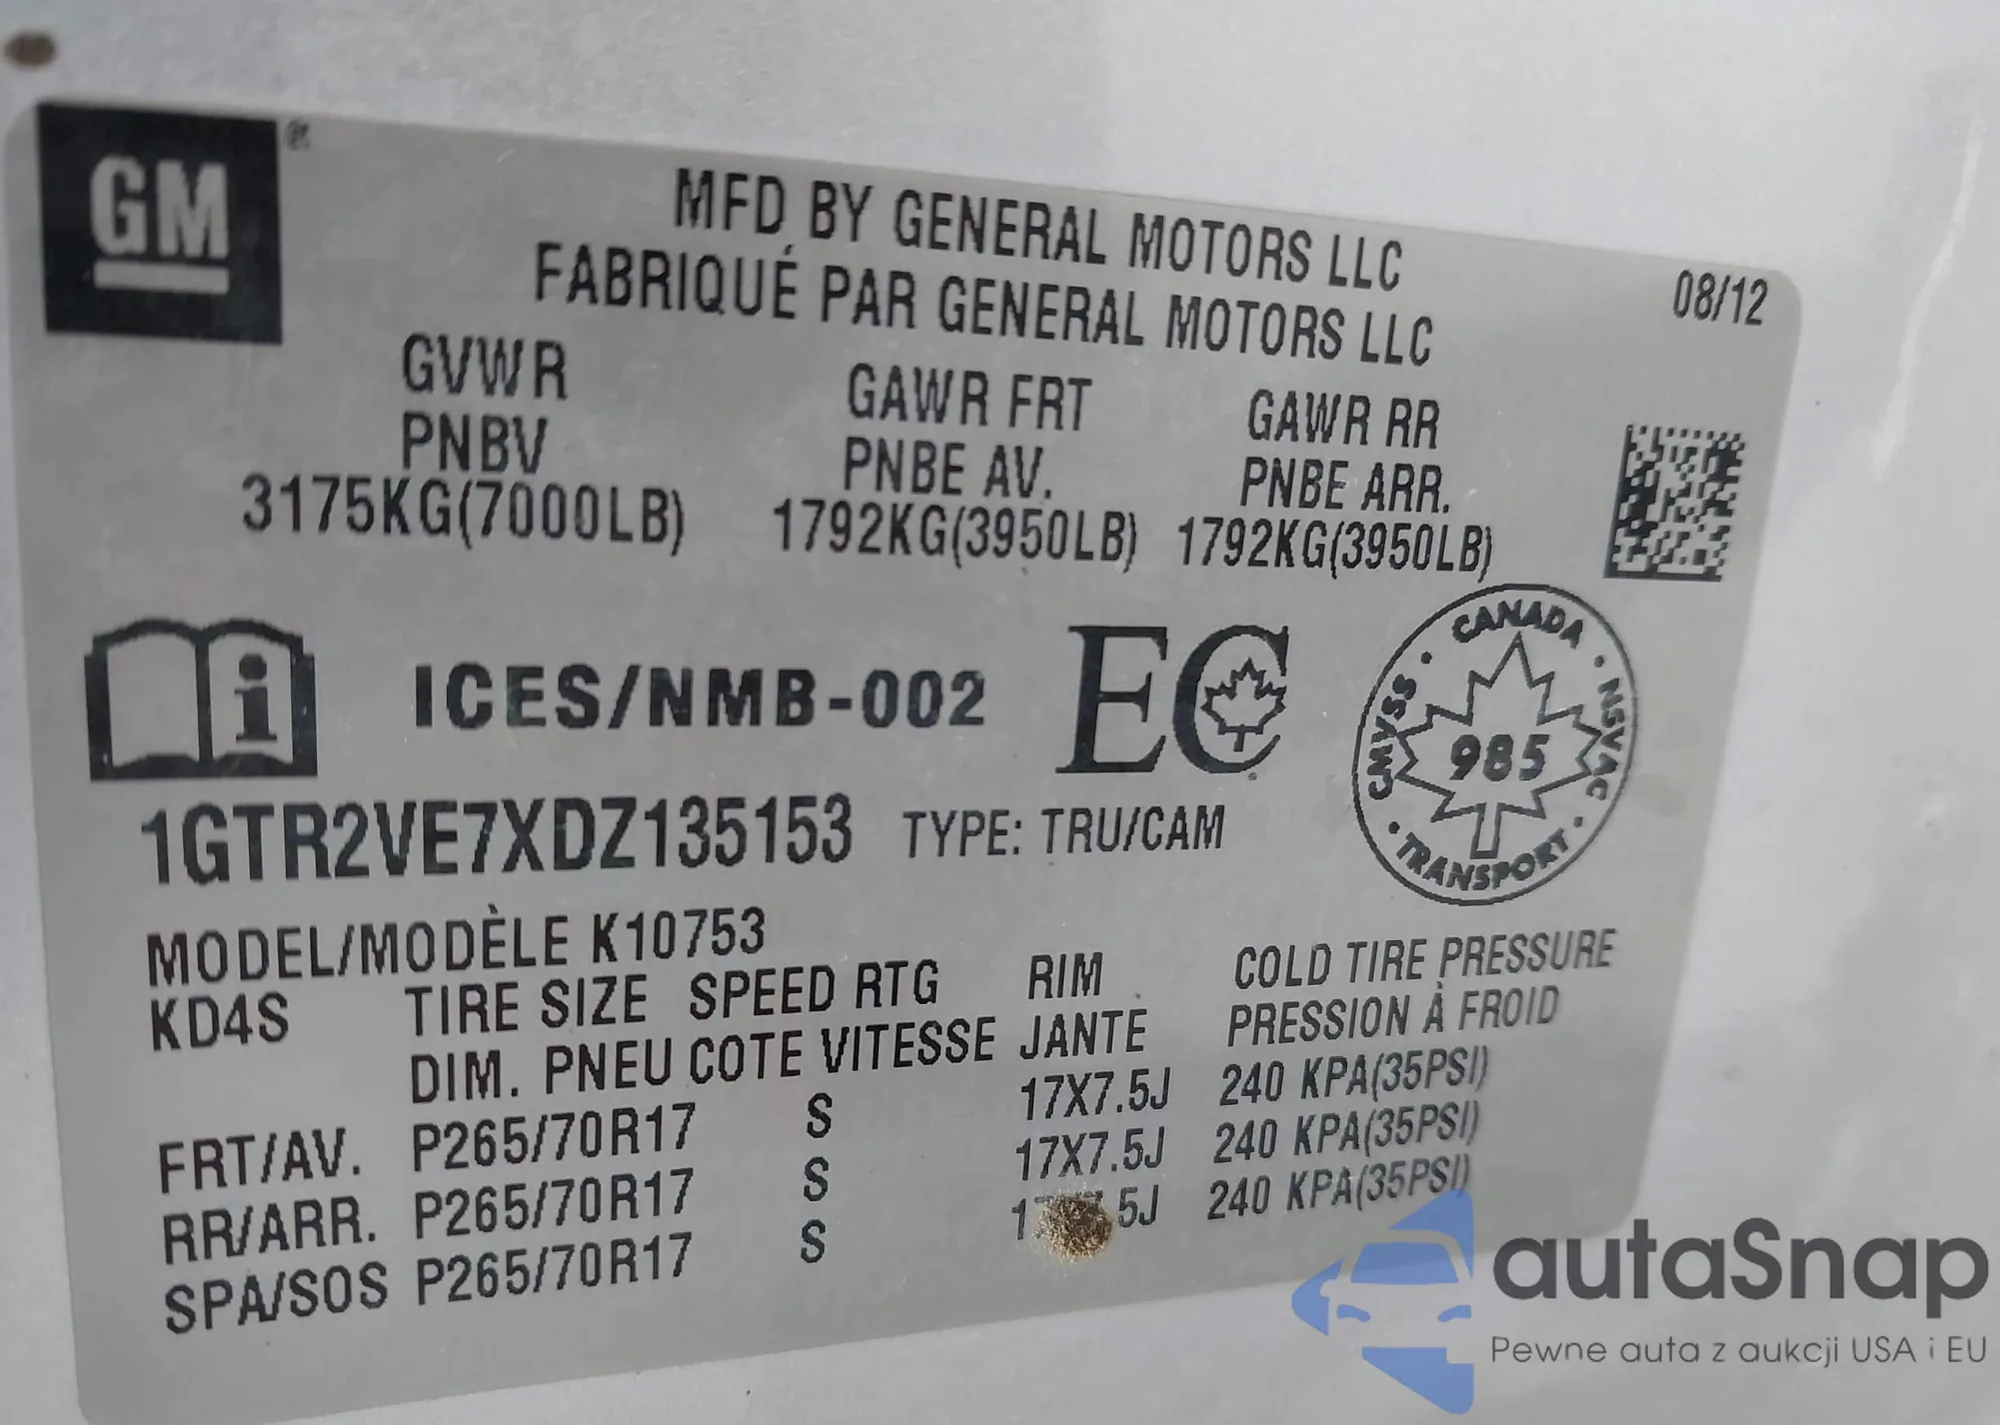 GM ®
MFD BY GENERAL MOTORS LLC
FABRIQUÉ PAR GENERAL MOTORS LLC
08/12
GVWR GAWR FRT GAWR RR
PNBV PNBE AV. PNBE ARR.
3175KG(7000LB) 1792KG(3950LB) 1792KG(3950LB)
i ICES/NMB-002 EC
CANADA · NSVAC · TRANSPORT · CMVSS ·
985
1GTR2VE7XDZ135153 TYPE: TRU/CAM
MODEL/MODÈLE K10753
KD4S TIRE SIZE SPEED RTG RIM COLD TIRE PRESSURE
DIM. PNEU COTE VITESSE JANTE PRESSION À FROID
FRT/AV. P265/70R17 S 17X7.5J 240 KPA(35PSI)
RR/ARR. P265/70R17 S 17X7.5J 240 KPA(35PSI)
SPA/SOS P265/70R17 S 240 KPA(35PSI)
autaSnap
Pewne auta z aukcji USA i EU